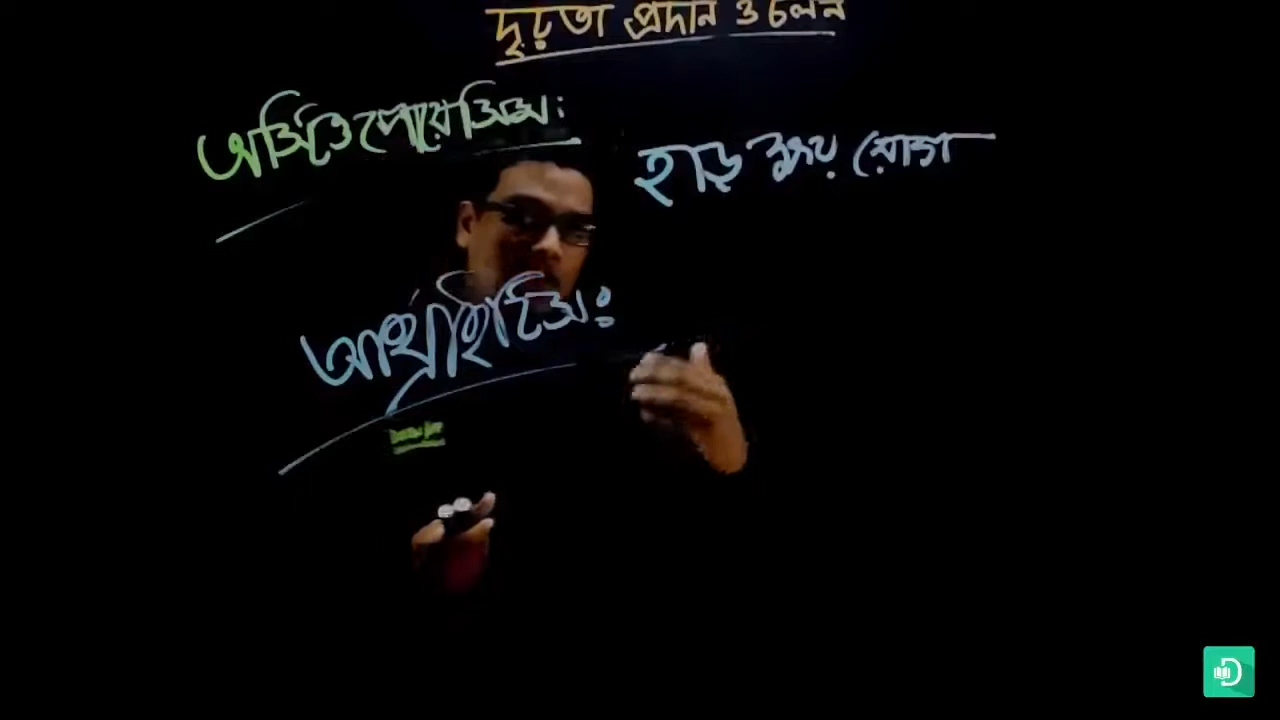 দৃঢ়তা প্রদান ও চলন
অস্টিওপোরোসিস:
হাড় ক্ষয় রোগ
আর্থ্রাইটিস: